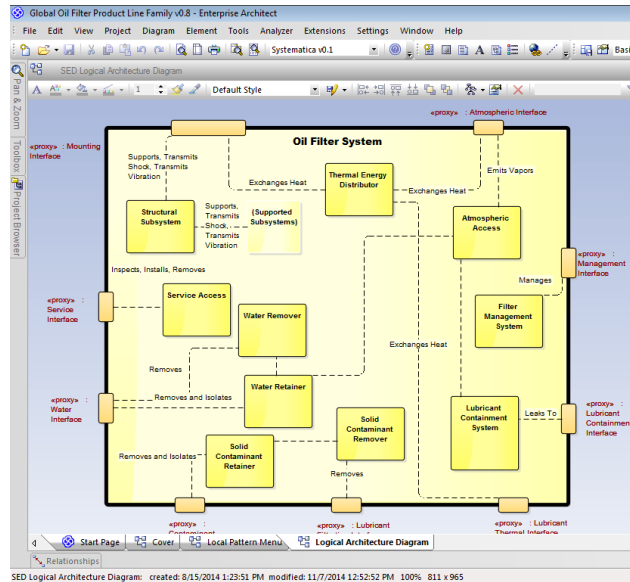 Global Oil Filter Product Line Family v0.8 - Enterprise Architect
File Edit View Project Diagram Element Tools Analyzer Extensions Settings Window Help
Systematica v0.1
Basi
SED Logical Architecture Diagram
1
Default Style
Pan & Zoom
Toolbox
Project Browser
«proxy» : Atmospheric Interface
«proxy» : Mounting
Interface
Oil Filter System
Supports, Transmits
Shock, Transmits
Vibration
Emits Vapors
Thermal Energy
Distributor
Exchanges Heat
Exchanges Heat
Structural
Subsystem
Supports,
Transmits
Shock,
Transmits
Vibration
(Supported
Subsystems)
Atmospheric
Access
Inspects, Installs, Removes
«proxy» :
Management
Interface
Manages
Service Access
«proxy» :
Service
Interface
Filter
Management
System
Water Remover
Exchanges Heat
Removes
Water Retainer
Removes and Isolates
«proxy» :
Water
Interface
Lubricant
Containment
System
Leaks To
«proxy» :
Lubricant
Containmen
Interface
Solid
Contaminant
Remover
Solid
Contaminant
Retainer
Removes and Isolates
Removes
«proxy» :
Contaminant
«proxy» : Lubricant
«proxy» : Lubricant
Thermal Interface
Start Page Cover Local Pattern Menu Logical Architecture Diagram
Relationships
SED Logical Architecture Diagram: created: 8/15/2014 1:23:51 PM modified: 11/7/2014 12:52:52 PM 100% 811 x 965